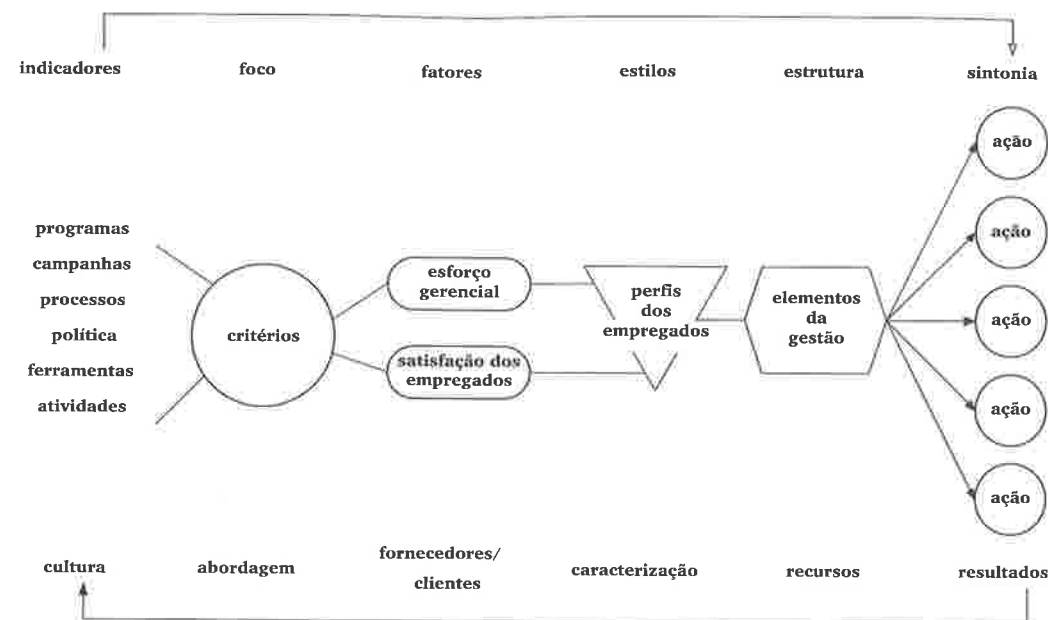 indicadores foco fatores estilos estrutura sintonia
ação
ação
programas
campanhas
processos
política
ferramentas
atividades
critérios
esforço
gerencial
satisfação dos
empregados
perfis
dos
empregados
elementos
da
gestão
ação
ação
ação
cultura abordagem fornecedores/
clientes caracterização recursos resultados